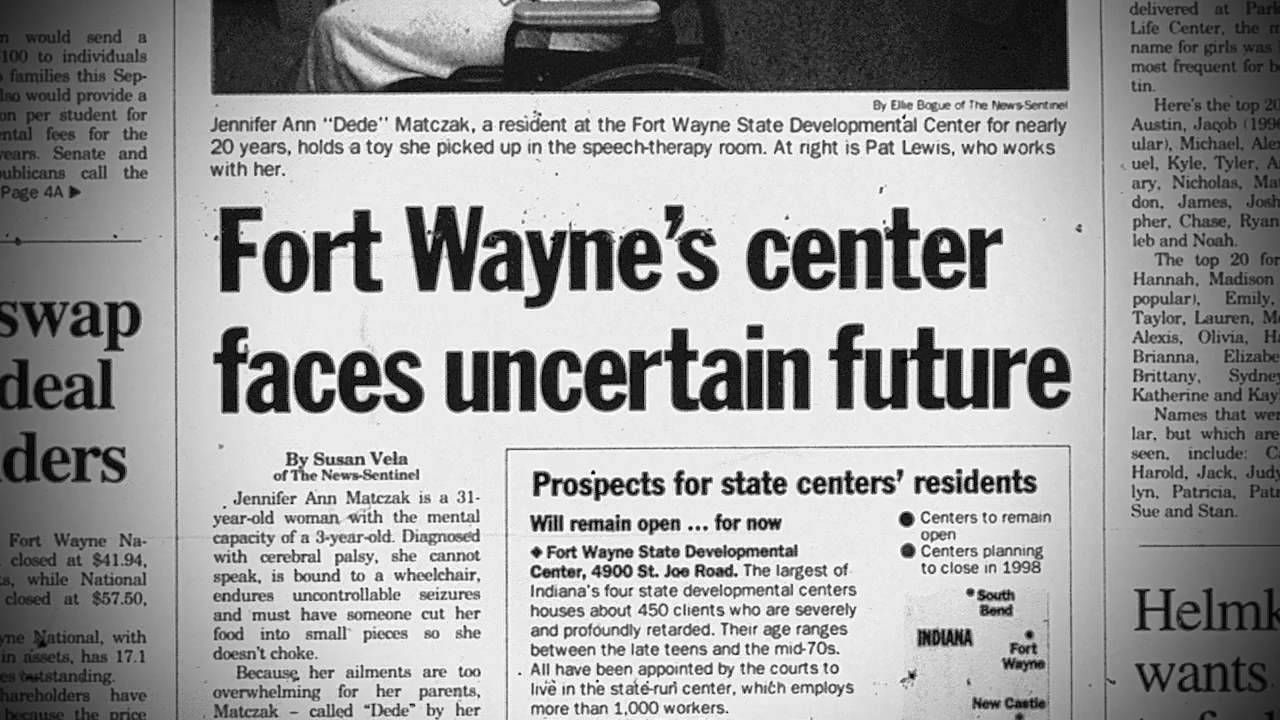 n would send a
100 to individuals
families this Sep-
lso would provide a
on per student for
ntal fees for the
years. Senate and
publicans call the
Page 4A ▶
swap
deal
ders
Fort Wayne Na-
closed at $41.94,
s, while National
closed at $57.50,
yne National, with
in assets, has 17.1
es outstanding.
hareholders have
because the price
By Ellie Bogue of The News-Sentinel
Jennifer Ann "Dede" Matczak, a resident at the Fort Wayne State Developmental Center for nearly
20 years, holds a toy she picked up in the speech-therapy room. At right is Pat Lewis, who works
with her.
Fort Wayne's center
faces uncertain future
By Susan Vela
of The News-Sentinel
Jennifer Ann Matczak is a 31-
year-old woman with the mental
capacity of a 3-year-old. Diagnosed
with cerebral palsy, she cannot
speak, is bound to a wheelchair,
endures uncontrollable seizures
and must have someone cut her
food into small pieces so she
doesn't choke.
Because her ailments are too
overwhelming for her parents,
Matczak – called "Dede" by her
Prospects for state centers' residents
Will remain open ... for now
◆ Fort Wayne State Developmental
Center, 4900 St. Joe Road. The largest of
Indiana's four state developmental centers
houses about 450 clients who are severely
and profoundly retarded. Their age ranges
between the late teens and the mid-70s.
All have been appointed by the courts to
live in the state-run center, which employs
more than 1,000 workers.
● Centers to remain
open
● Centers planning
to close in 1998
South
Bend
INDIANA
Fort
Wayne
New Castle
delivered at Park
Life Center, the n
name for girls was
most frequent for b
tin.
Here's the top 20
Austin, Jacob (1996
ular), Michael, Ale
uel, Kyle, Tyler, A
ary, Nicholas, Ma
don, James, Josh
pher, Chase, Ryan
leb and Noah.
The top 20 for
Hannah, Madison
popular), Emily,
Taylor, Lauren, M
Alexis, Olivia, Ha
Brianna, Elizabe
Brittany, Sydney
Katherine and Kay
Names that wer
lar, but which are
seen, include: Ca
Harold, Jack, Judy
lyn, Patricia, Pat
Sue and Stan.
Helmk
wants